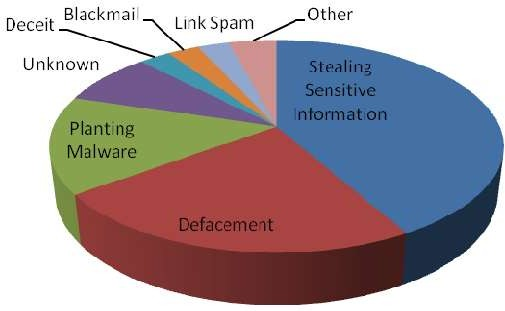 Blackmail
Deceit
Link Spam
Other
Unknown
Stealing
Sensitive
Information
Planting
Malware
Defacement